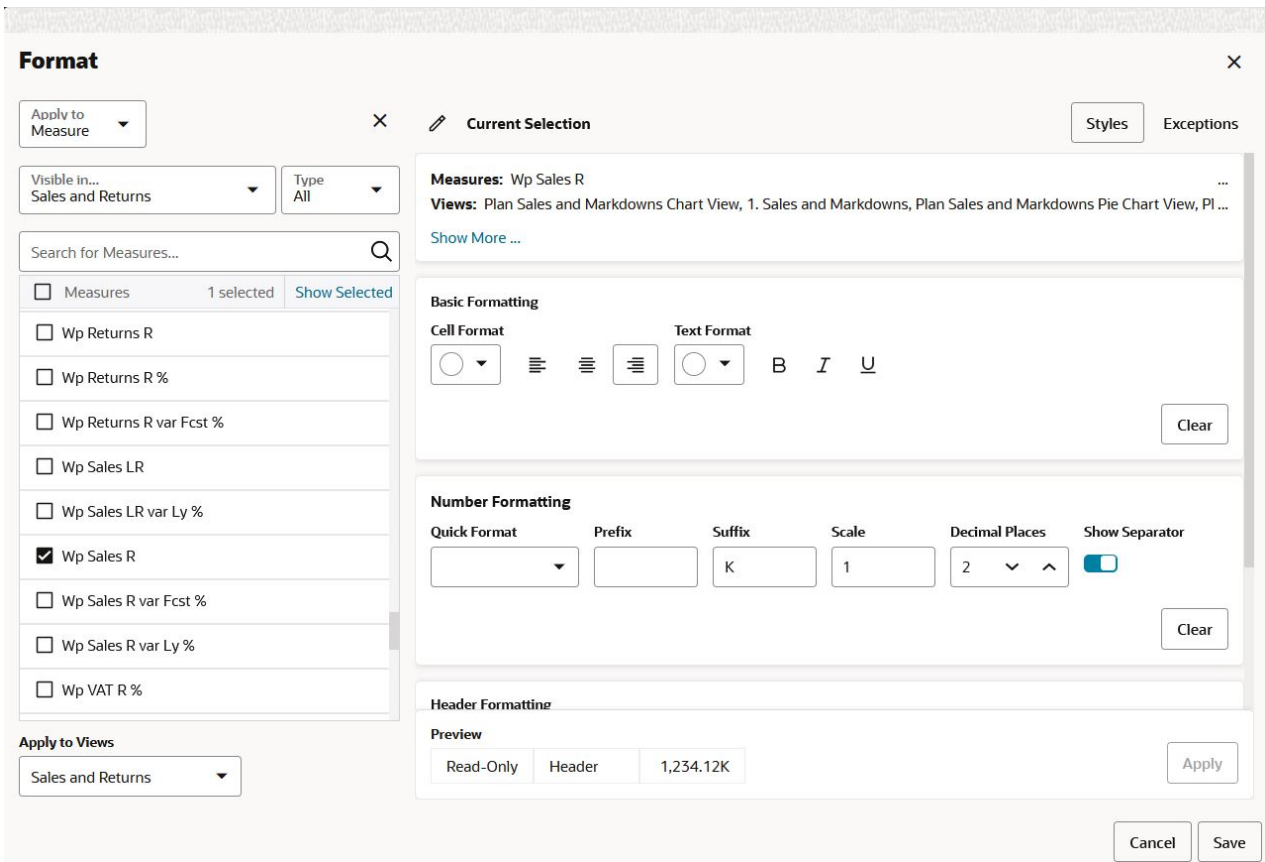 Format
Apply to
Measure
Visible in...
Sales and Returns
Type
All
Search for Measures...
Measures 1 selected Show Selected
Wp Returns R
Wp Returns R %
Wp Returns R var Fcst %
Wp Sales LR
Wp Sales LR var Ly %
Wp Sales R
Wp Sales R var Fcst %
Wp Sales R var Ly %
Wp VAT R %
Apply to Views
Sales and Returns
Current Selection
Styles Exceptions
Measures: Wp Sales R ...
Views: Plan Sales and Markdowns Chart View, 1. Sales and Markdowns, Plan Sales and Markdowns Pie Chart View, Pl ...
Show More ...
Basic Formatting
Cell Format Text Format
B I U
Clear
Number Formatting
Quick Format Prefix Suffix Scale Decimal Places Show Separator
K 1 2
Clear
Header Formatting
Preview
Read-Only Header 1,234.12K
Apply
Cancel Save